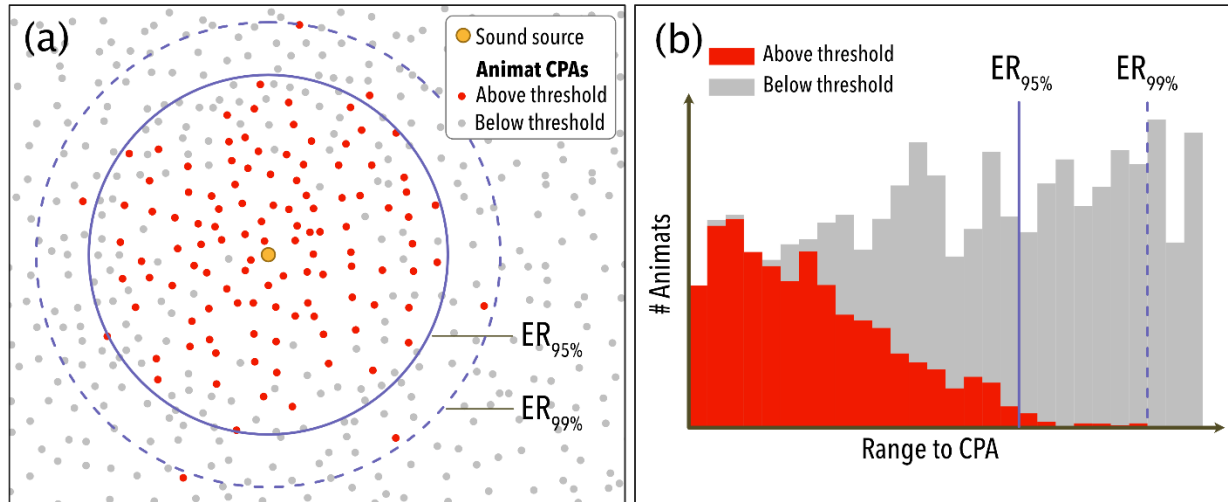 (a)
Sound source
Animat CPAs
Above threshold
Below threshold
ER95%
ER99%
(b)
Above threshold
Below threshold
ER95%
ER99%
# Animats
Range to CPA